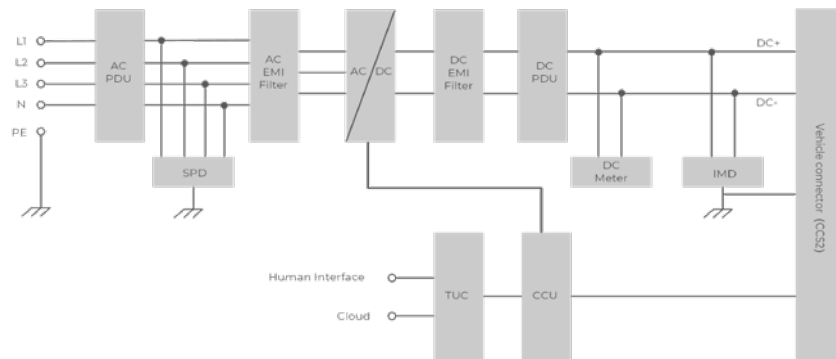 L1
L2
L3
N
PE
AC
PDU
SPD
AC
EMI
Filter
AC
DC
DC
EMI
Filter
DC
PDU
DC+
DC-
DC
Meter
IMD
Vehicle connector (CCS2)
Human Interface
Cloud
TUC
CCU